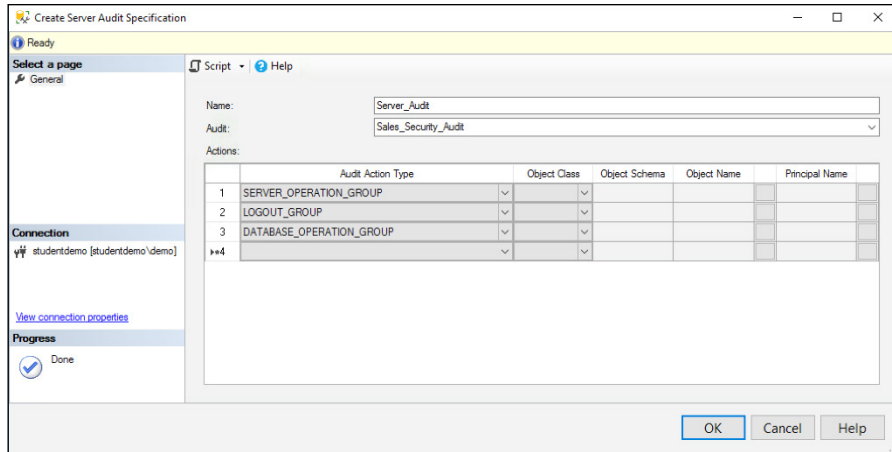 Create Server Audit Specification
Ready
Select a page
General
Script
Help
Name:
Server_Audit
Audit:
Sales_Security_Audit
Actions:
Audit Action Type Object Class Object Schema Object Name Principal Name
1 SERVER_OPERATION_GROUP
2 LOGOUT_GROUP
3 DATABASE_OPERATION_GROUP
4
Connection
studentdemo [studentdemo\demo]
View connection properties
Progress
Done
OK
Cancel
Help